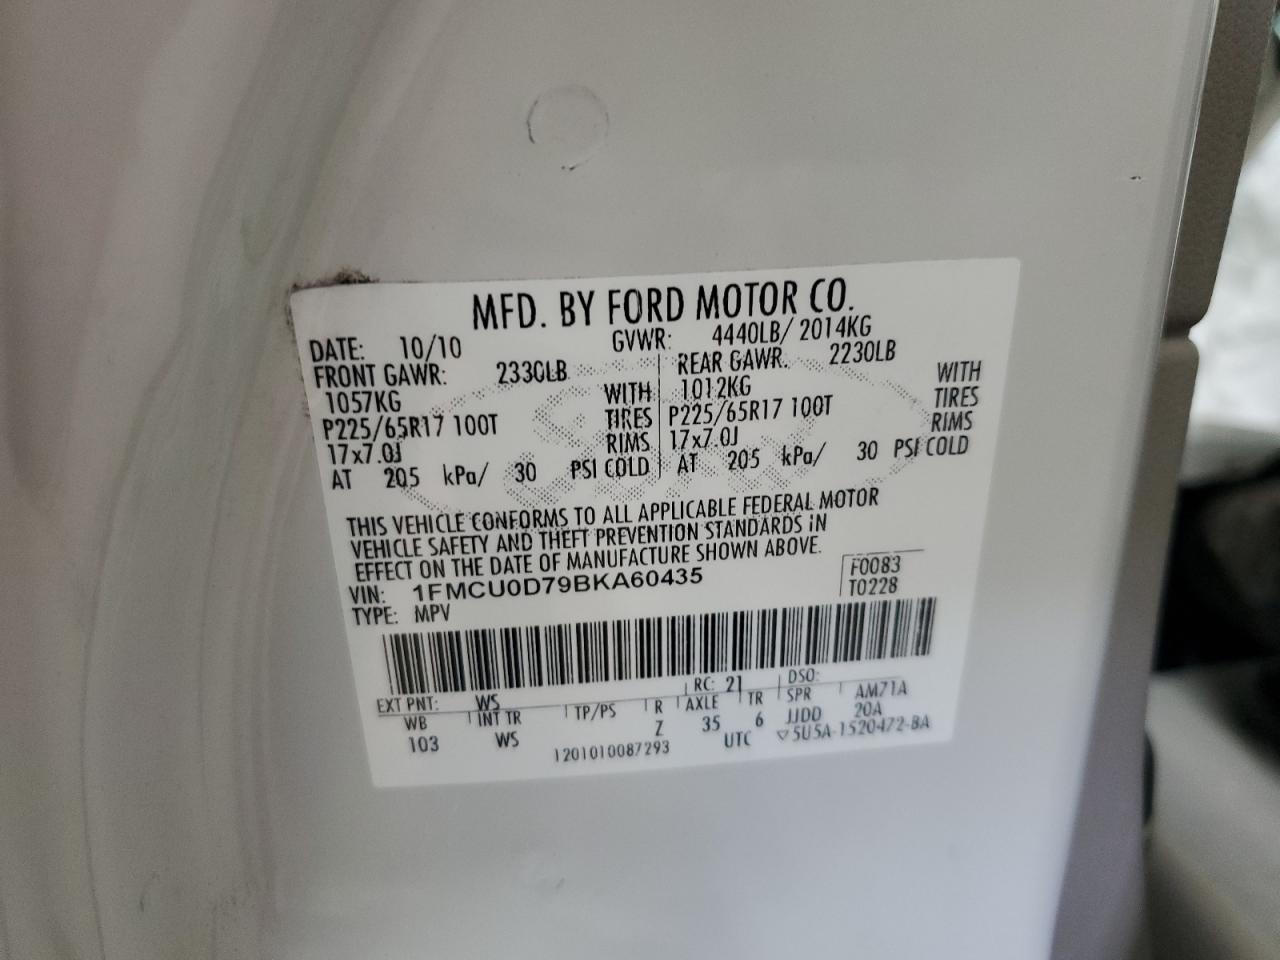 MFD. BY FORD MOTOR CO.
DATE: 10/10 GVWR: 4440LB/ 2014KG
FRONT GAWR: 2330LB REAR GAWR: 2230LB
1057KG WITH 1012KG WITH
P225/65R17 100T TIRES P225/65R17 100T TIRES
17x7.0J RIMS 17x7.0J RIMS
AT 205 kPa/ 30 PSI COLD AT 205 kPa/ 30 PSI COLD
THIS VEHICLE CONFORMS TO ALL APPLICABLE FEDERAL MOTOR
VEHICLE SAFETY AND THEFT PREVENTION STANDARDS IN
EFFECT ON THE DATE OF MANUFACTURE SHOWN ABOVE.
VIN: 1FMCU0D79BKA60435 F0083
TYPE: MPV T0228
EXT PNT: WS RC: 21 DSO:
WB INT TR TP/PS R AXLE TR SPR AM71A
103 WS Z 35 6 JJDD 20A
1201010087293 UTC ▽5U5A-1520472-BA